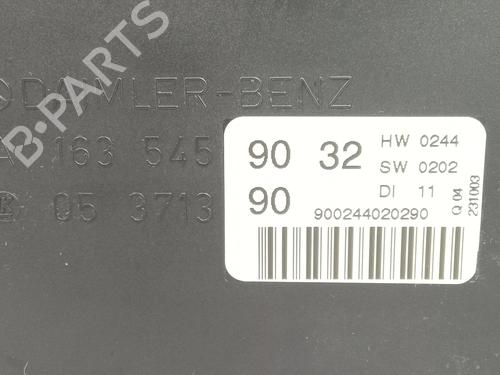 DAIMLER-BENZ
A 163 545 90 32
05 3713 90
HW 0244
SW 0202
DI 11
900244020290
Q 04
231003
B-PARTS